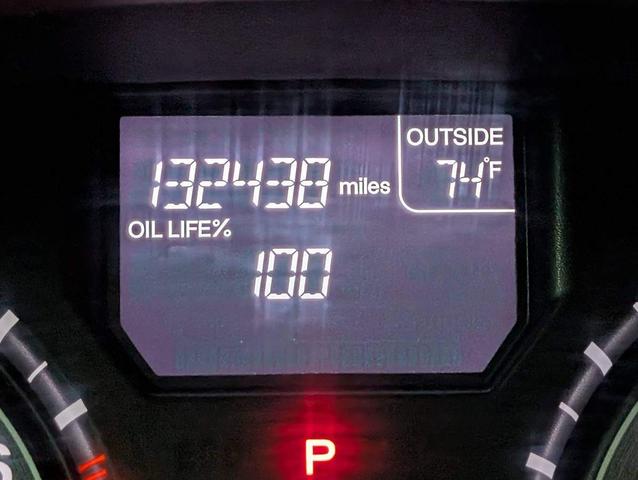 OUTSIDE
132438 miles 74°F
OIL LIFE%
100
P
S